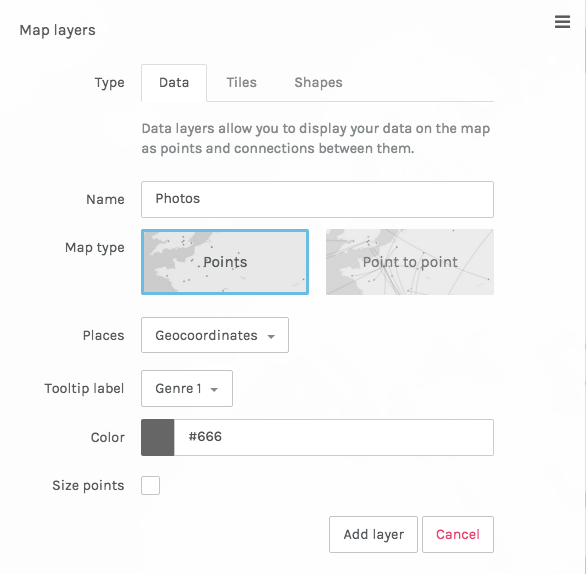 Map layers
Type Data Tiles Shapes
Data layers allow you to display your data on the map
as points and connections between them.
Name Photos
Map type Points Point to point
Places Geocoordinates
Tooltip label Genre 1
Color #666
Size points
Add layer Cancel